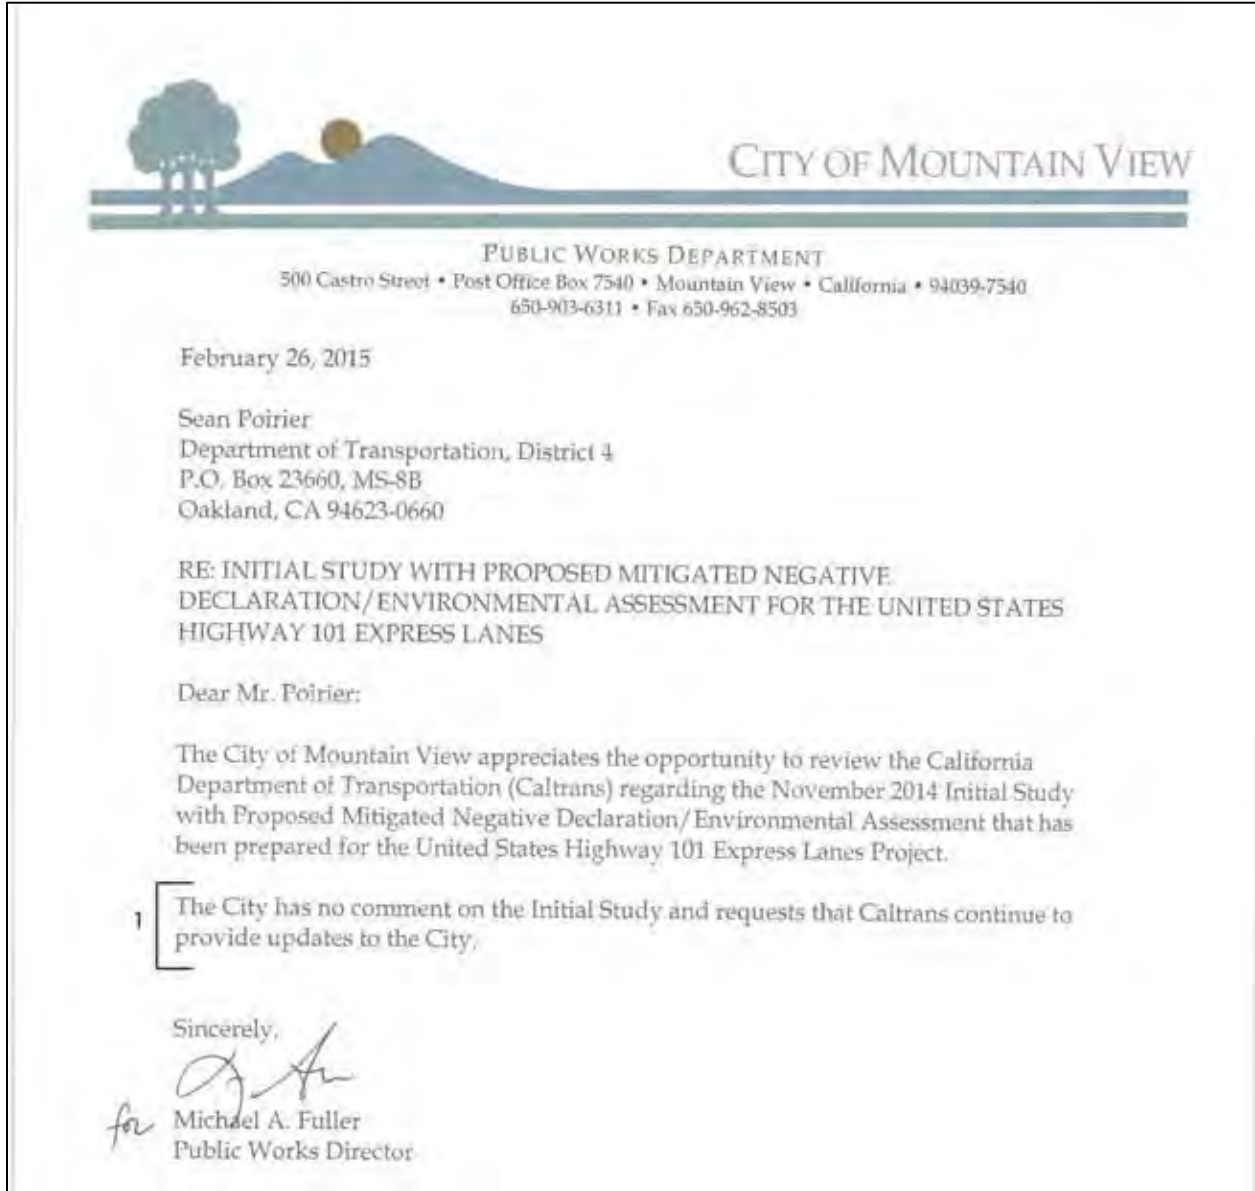 CITY OF MOUNTAIN VIEW
PUBLIC WORKS DEPARTMENT
500 Castro Street • Post Office Box 7540 • Mountain View • California • 94039-7540
650-903-6311 • Fax 650-962-8503
February 26, 2015
Sean Poirier
Department of Transportation, District 4
P.O. Box 23660, MS-8B
Oakland, CA 94623-0660
RE: INITIAL STUDY WITH PROPOSED MITIGATED NEGATIVE
DECLARATION/ENVIRONMENTAL ASSESSMENT FOR THE UNITED STATES
HIGHWAY 101 EXPRESS LANES
Dear Mr. Poirier:
The City of Mountain View appreciates the opportunity to review the California
Department of Transportation (Caltrans) regarding the November 2014 Initial Study
with Proposed Mitigated Negative Declaration/Environmental Assessment that has
been prepared for the United States Highway 101 Express Lanes Project.
1 The City has no comment on the Initial Study and requests that Caltrans continue to
provide updates to the City.
Sincerely,
for Michael A. Fuller
Public Works Director